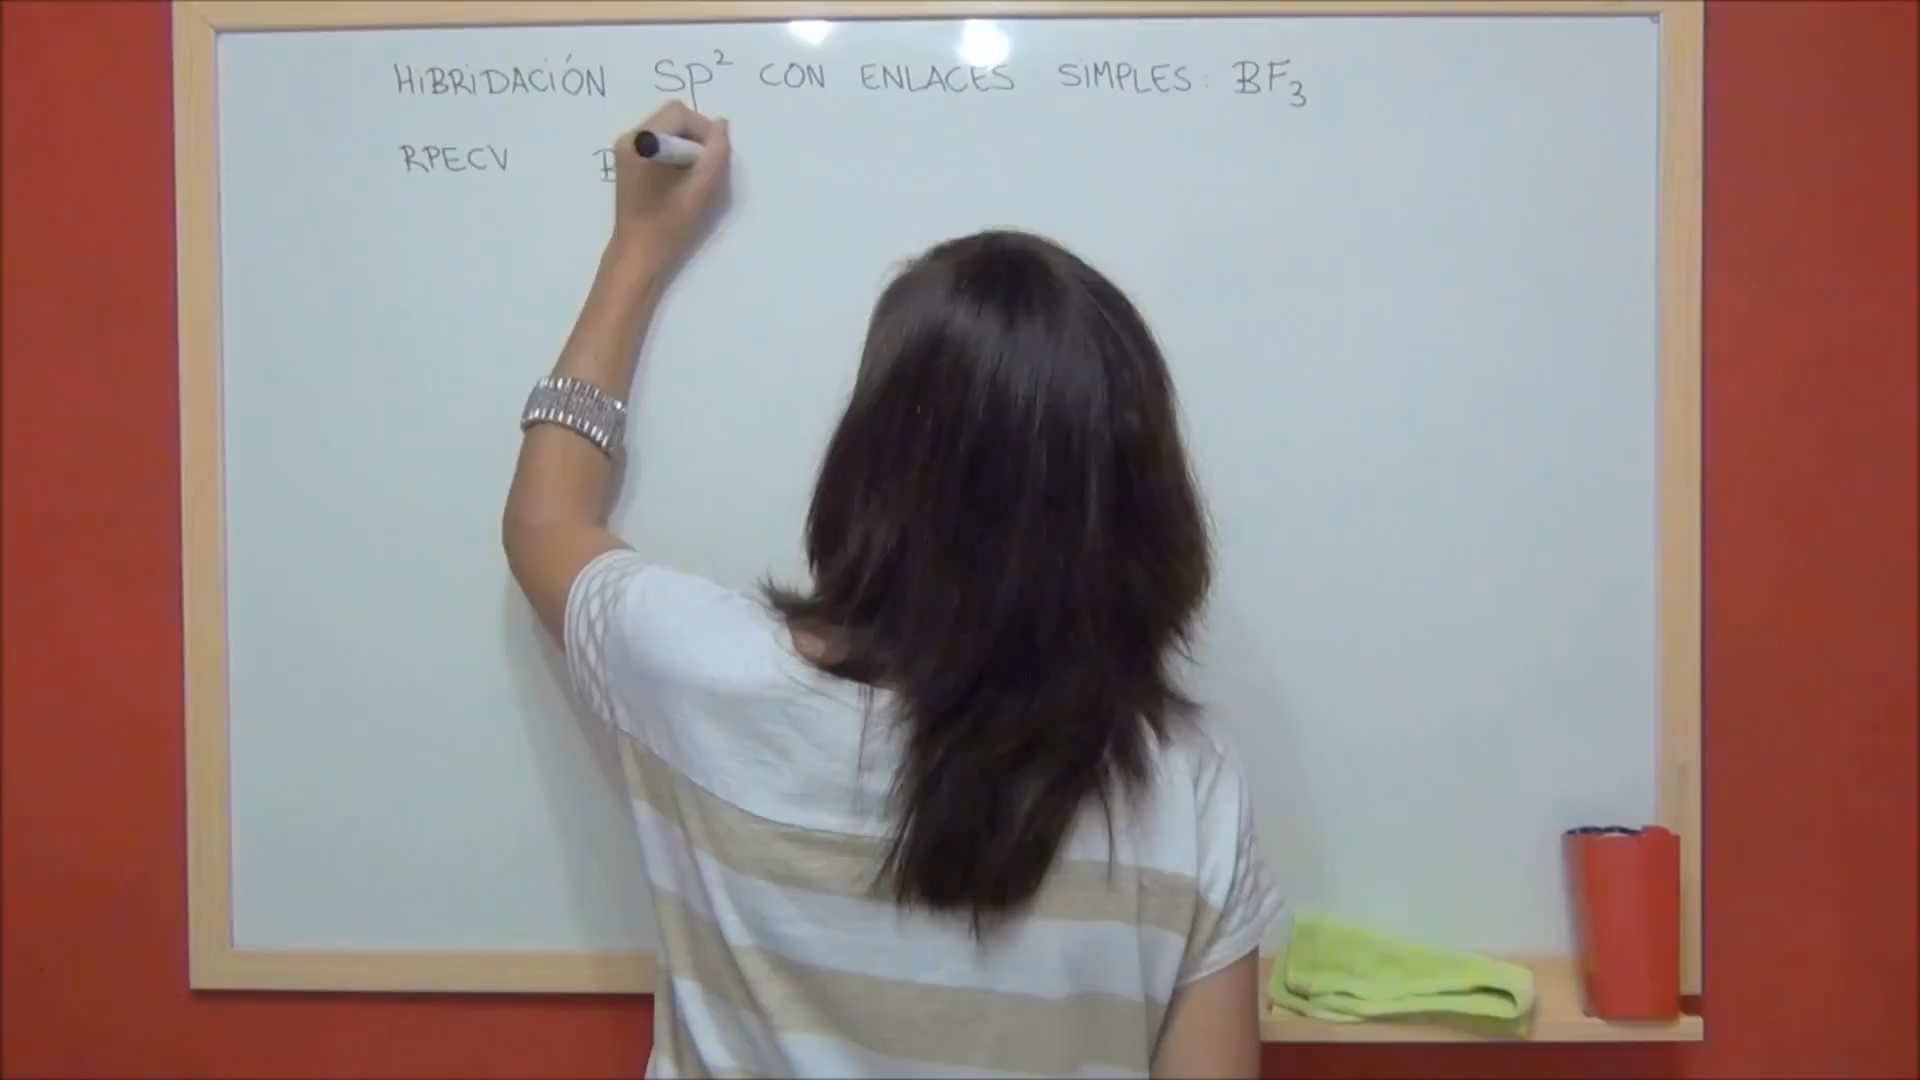 HIBRIDACIÓN SP² CON ENLACES SIMPLES: BF₃
RPECV B